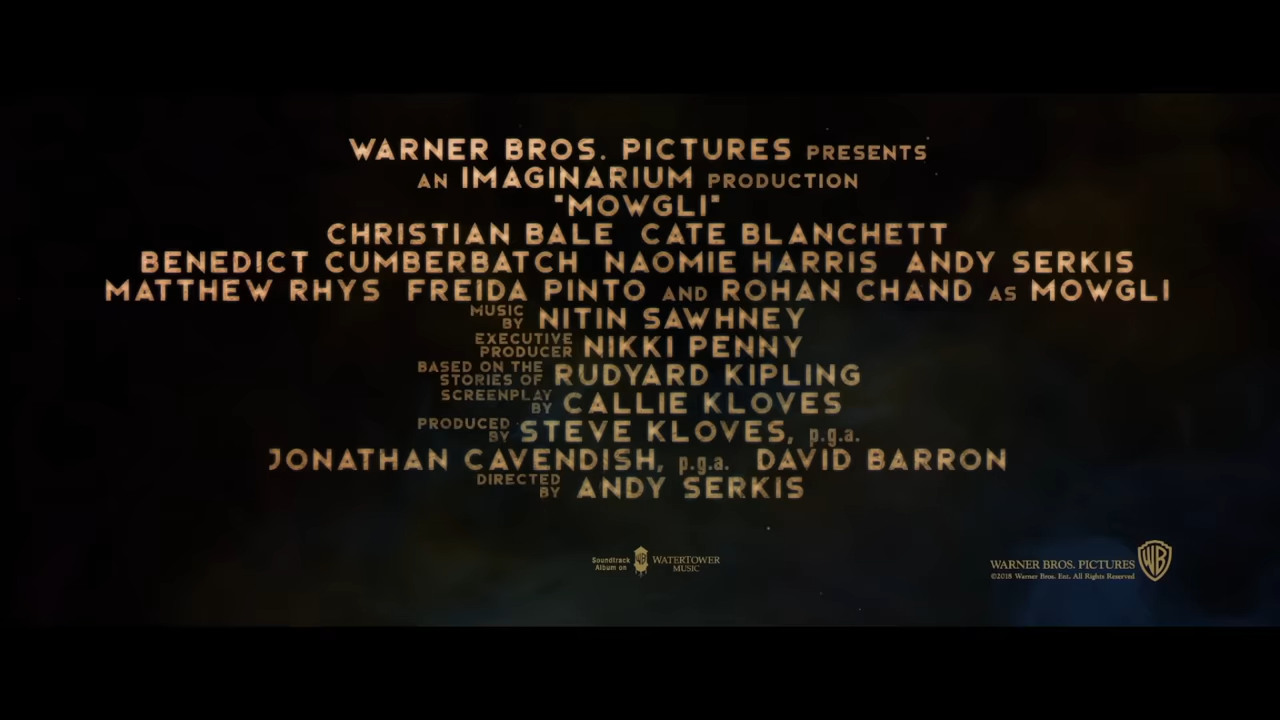 WARNER BROS. PICTURES PRESENTS
AN IMAGINARIUM PRODUCTION
"MOWGLI"
CHRISTIAN BALE CATE BLANCHETT
BENEDICT CUMBERBATCH NAOMIE HARRIS ANDY SERKIS
MATTHEW RHYS FREIDA PINTO AND ROHAN CHAND AS MOWGLI
MUSIC BY NITIN SAWHNEY
EXECUTIVE PRODUCER NIKKI PENNY
BASED ON THE STORIES OF RUDYARD KIPLING
SCREENPLAY BY CALLIE KLOVES
PRODUCED BY STEVE KLOVES, p.g.a.
JONATHAN CAVENDISH, p.g.a. DAVID BARRON
DIRECTED BY ANDY SERKIS
Soundtrack Album on WB WATERTOWER MUSIC
WARNER BROS. PICTURES WB
©2018 Warner Bros. Ent. All Rights Reserved